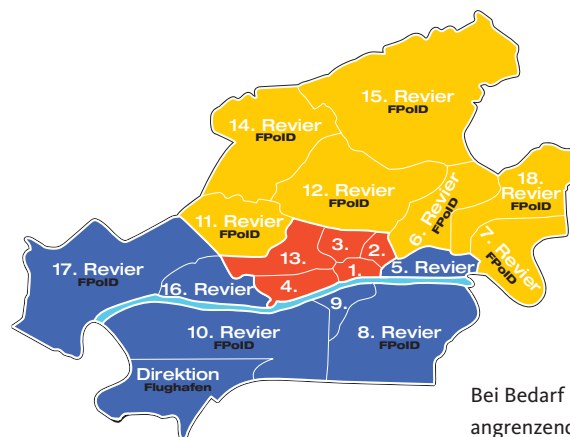 15. Revier
FPolD
14. Revier
FPolD
18.
Revier
FPolD
12. Revier
FPolD
6. Revier
FPolD
11. Revier
FPolD
7. Revier
FPolD
3.
2.
13.
17. Revier
FPolD
1.
5. Revier
4.
16. Revier
9.
10. Revier
FPolD
8. Revier
FPolD
Direktion
Flughafen
Bei Bedarf
angrenzend